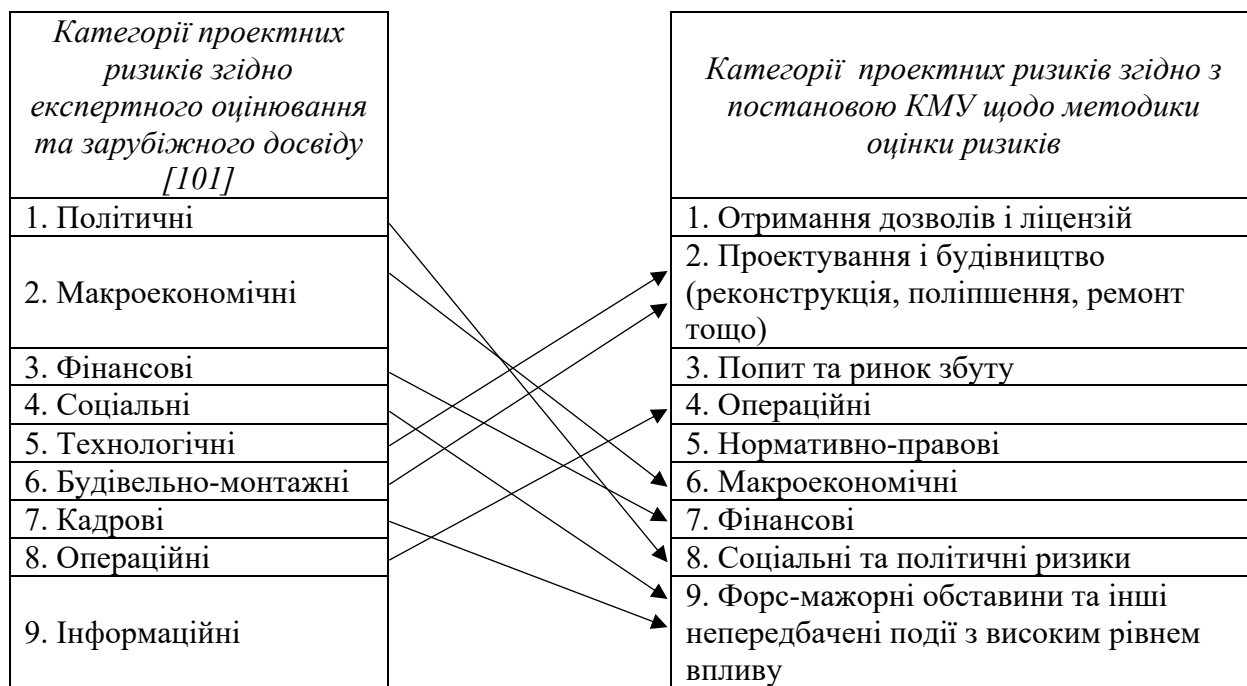 Категорії проектних
ризиків згідно
експертного оцінювання
та зарубіжного досвіду
[101]
Категорії проектних ризиків згідно з
постановою КМУ щодо методики
оцінки ризиків
1. Політичні
1. Отримання дозволів і ліцензій
2. Макроекономічні
2. Проектування і будівництво
(реконструкція, поліпшення, ремонт
тощо)
3. Фінансові
3. Попит та ринок збуту
4. Соціальні
4. Операційні
5. Технологічні
5. Нормативно-правові
6. Будівельно-монтажні
6. Макроекономічні
7. Кадрові
7. Фінансові
8. Операційні
8. Соціальні та політичні ризики
9. Інформаційні
9. Форс-мажорні обставини та інші
непередбачені події з високим рівнем
впливу